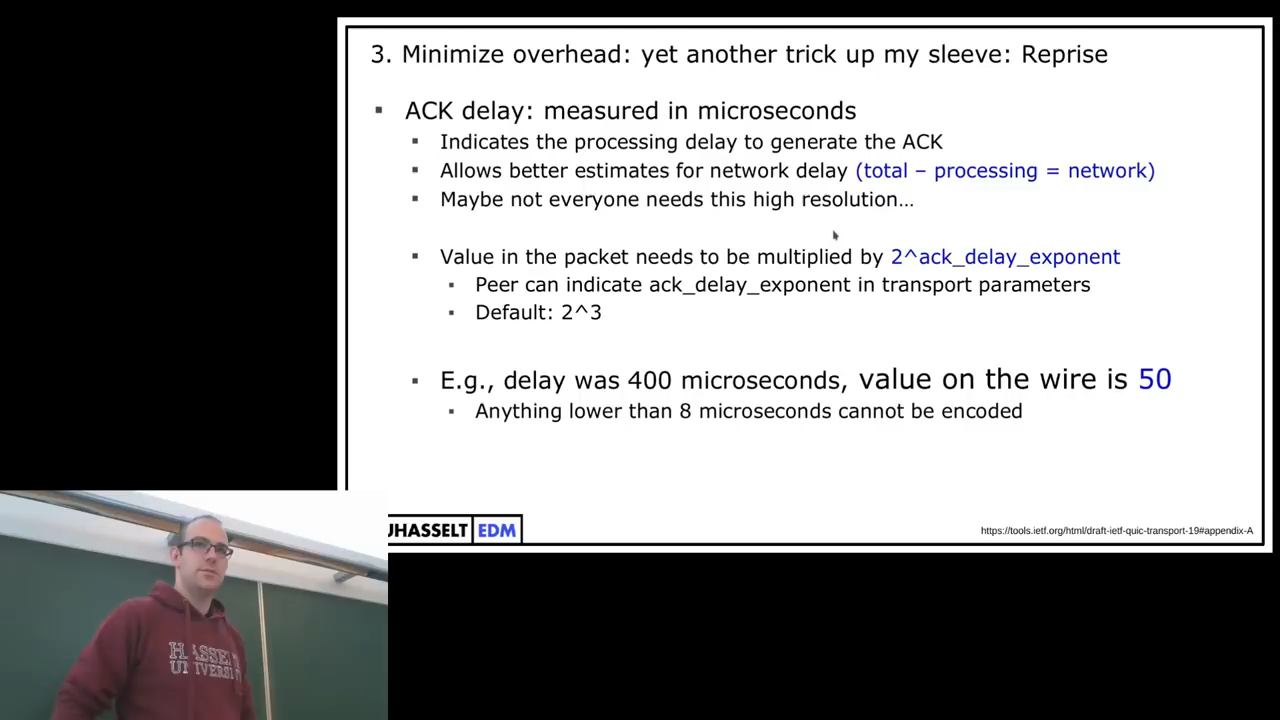 3. Minimize overhead: yet another trick up my sleeve: Reprise
▪ ACK delay: measured in microseconds
▪ Indicates the processing delay to generate the ACK
▪ Allows better estimates for network delay (total – processing = network)
▪ Maybe not everyone needs this high resolution…
▪ Value in the packet needs to be multiplied by 2^ack_delay_exponent
▪ Peer can indicate ack_delay_exponent in transport parameters
▪ Default: 2^3
▪ E.g., delay was 400 microseconds, value on the wire is 50
▪ Anything lower than 8 microseconds cannot be encoded
UHASSELT EDM
https://tools.ietf.org/html/draft-ietf-quic-transport-19#appendix-A
HASSELT
UNIVERSITY